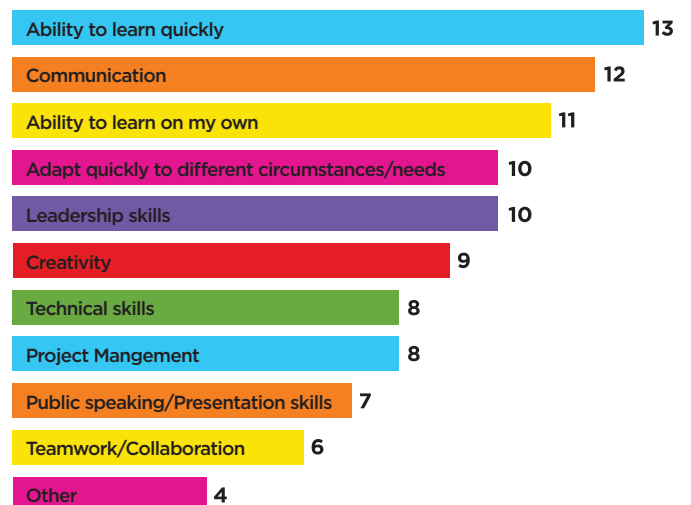 Ability to learn quickly 13
Communication 12
Ability to learn on my own 11
Adapt quickly to different circumstances/needs 10
Leadership skills 10
Creativity 9
Technical skills 8
Project Mangement 8
Public speaking/Presentation skills 7
Teamwork/Collaboration 6
Other 4